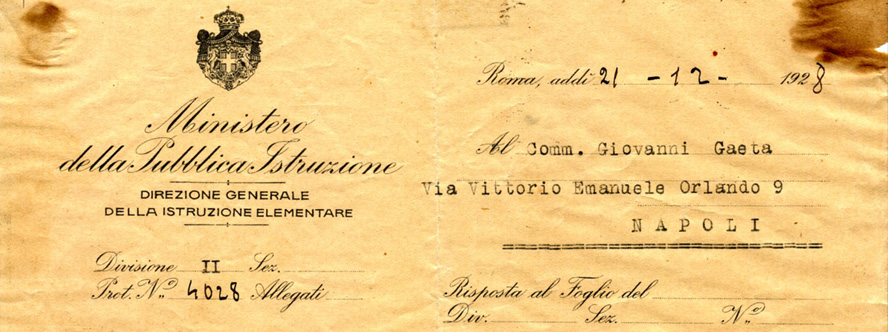 Ministero
della Pubblica Istruzione
DIREZIONE GENERALE
DELLA ISTRUZIONE ELEMENTARE
Divisione II Sez.
Prot. N.º 4028 Allegati
Roma, addì 21 - 12 - 1928
Al Comm. Giovanni Gaeta
Via Vittorio Emanuele Orlando 9
NAPOLI
Risposta al Foglio del
Div. Sez. N.º